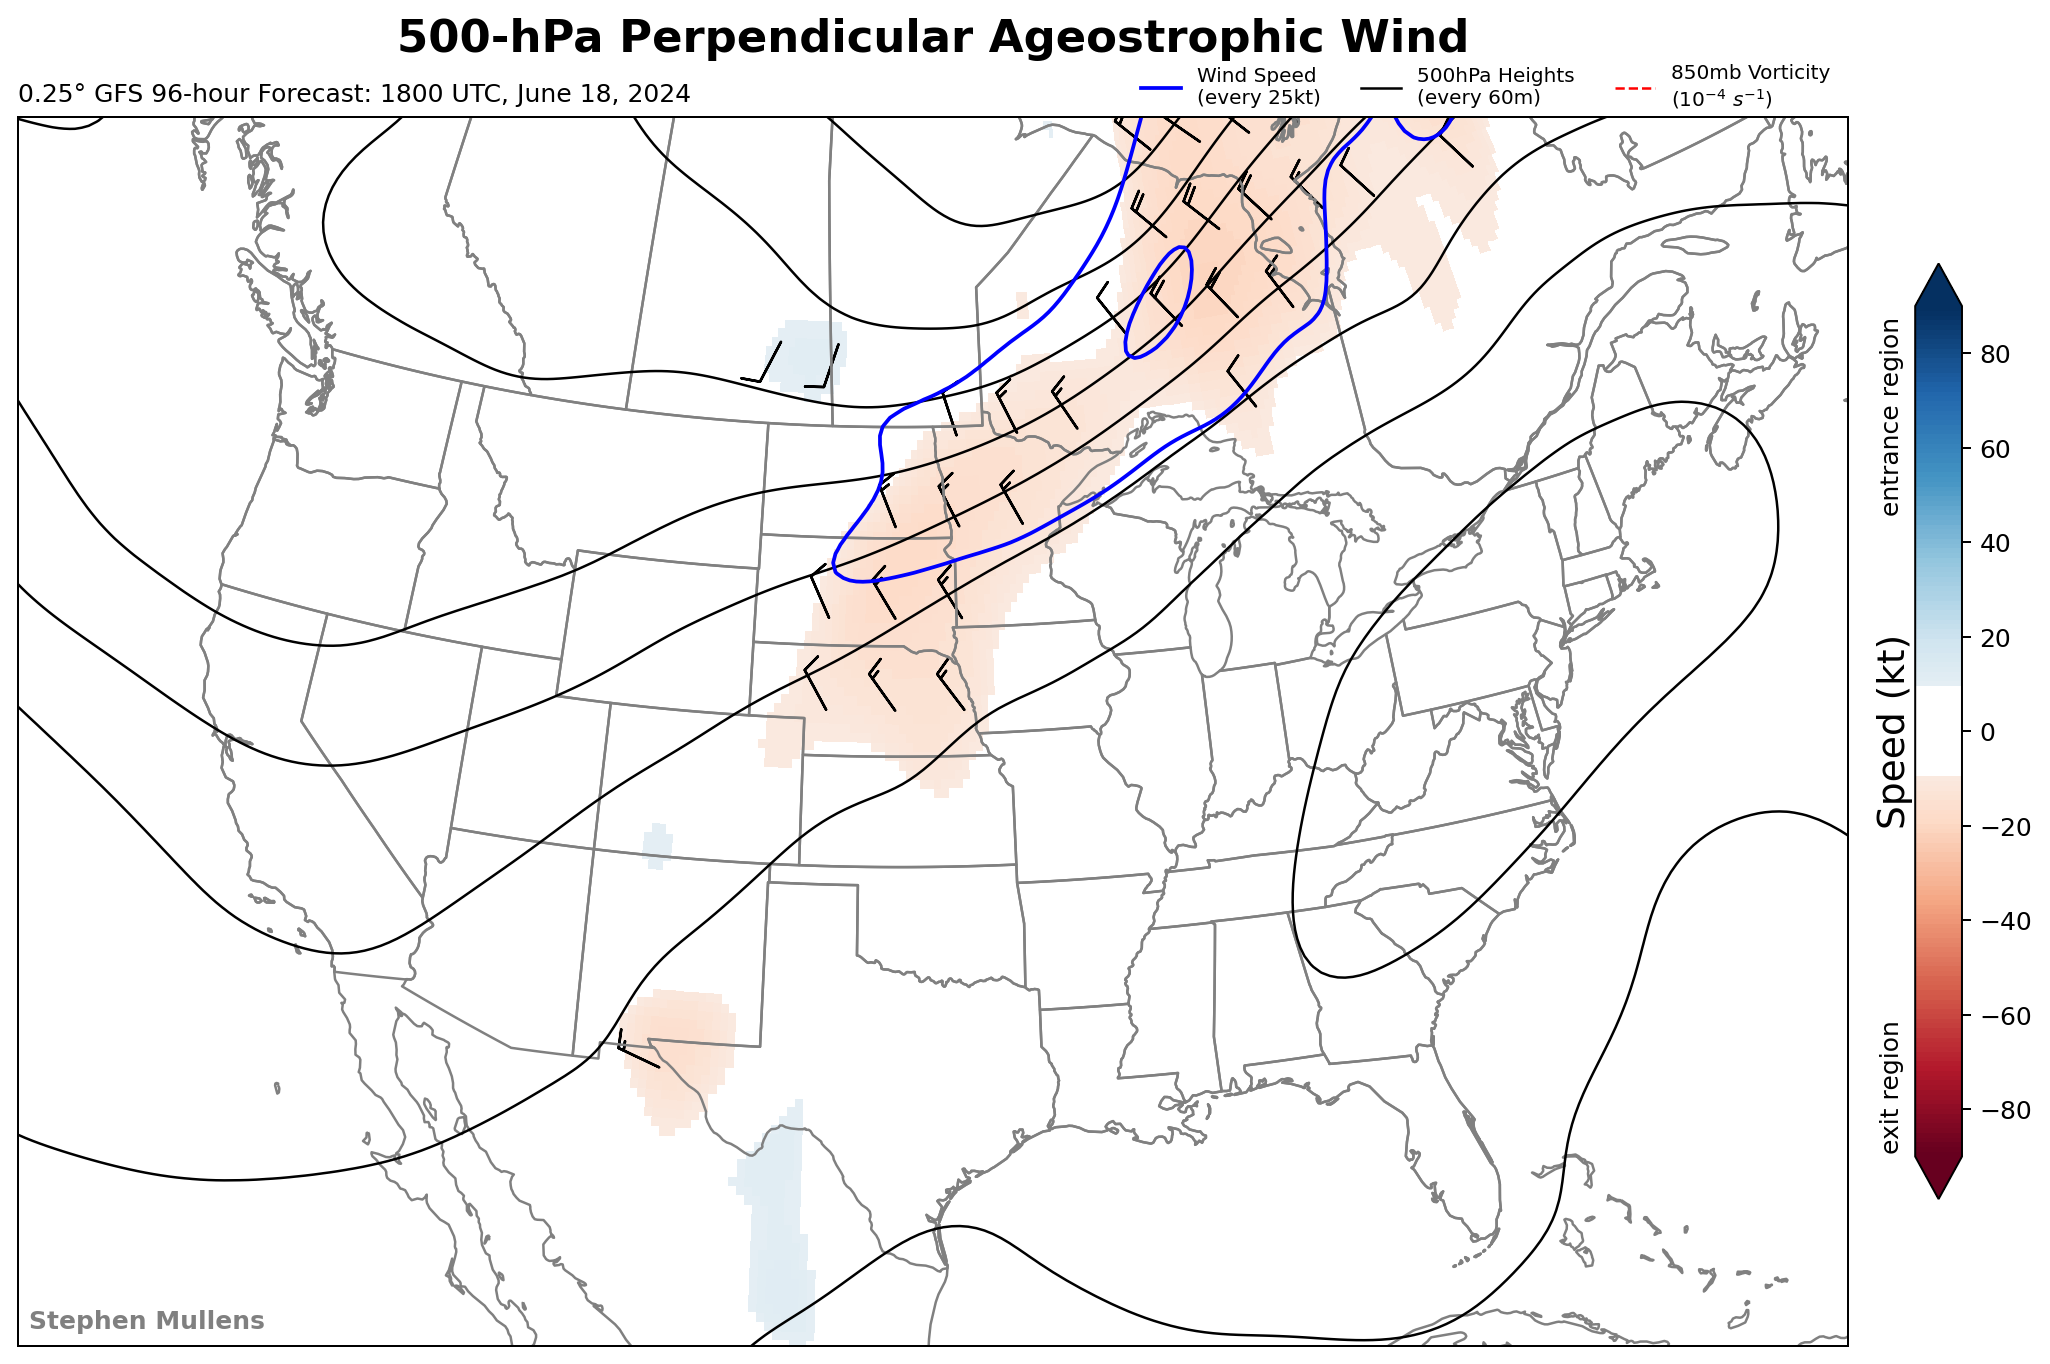 500-hPa Perpendicular Ageostrophic Wind
0.25° GFS 96-hour Forecast: 1800 UTC, June 18, 2024
Wind Speed
(every 25kt)
500hPa Heights
(every 60m)
850mb Vorticity
(10⁻⁴ s⁻¹)
entrance region
Speed (kt)
exit region
80
60
40
20
0
−20
−40
−60
−80
Stephen Mullens